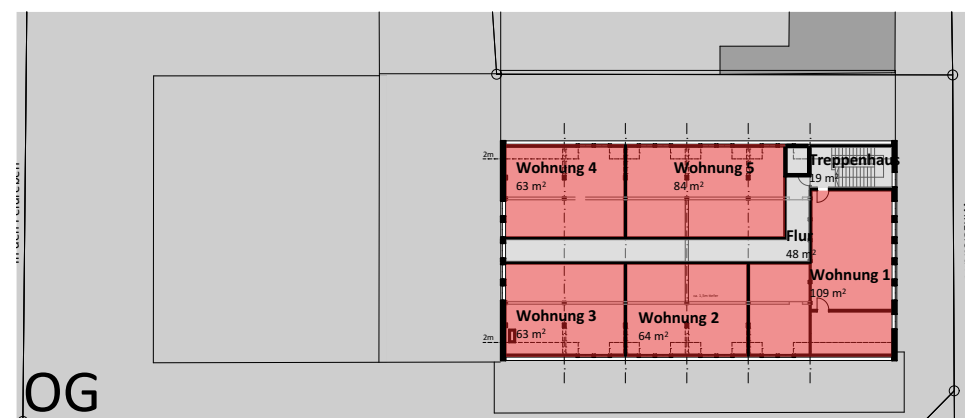 2m
Wohnung 4
63 m²
Wohnung 5
84 m²
Treppenhaus
19 m²
Flur
48 m²
Wohnung 1
109 m²
Wohnung 3
63 m²
Wohnung 2
64 m²
2m
OG